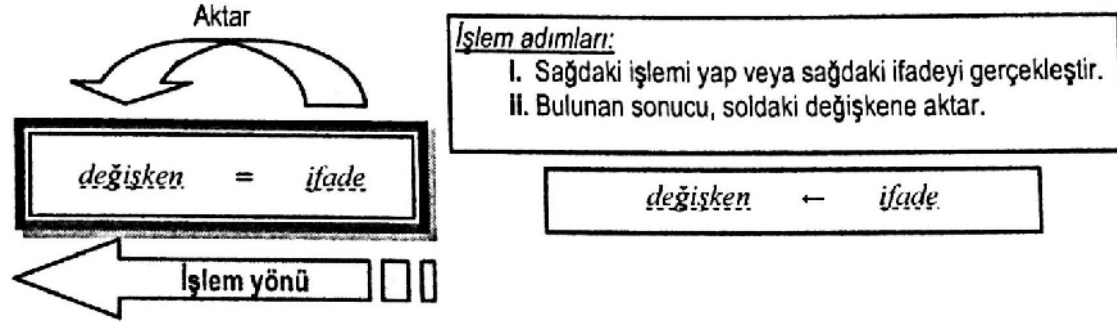 Aktar
değişken = ifade
İşlem yönü
İşlem adımları:
I. Sağdaki işlemi yap veya sağdaki ifadeyi gerçekleştir.
II. Bulunan sonucu, soldaki değişkene aktar.
değişken ← ifade